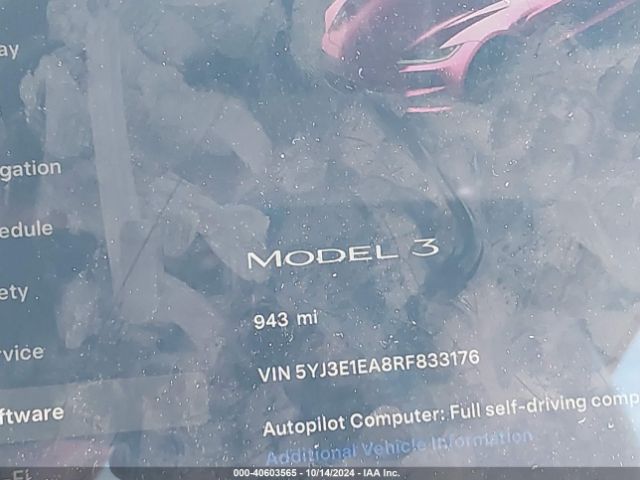 ay
gation
edule
ety
rvice
ftware
MODEL 3
943 mi
VIN 5YJ3E1EA8RF833176
Autopilot Computer: Full self-driving comp
Additional Vehicle Information
-Fi
000-40603565 - 10/14/2024 - IAA Inc.